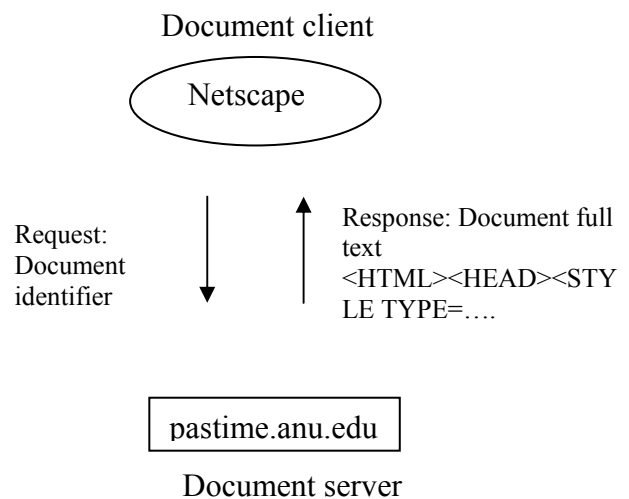 Document client
Netscape
Request:
Document
identifier
Response: Document full
text
<HTML><HEAD><STY
LE TYPE=….
pastime.anu.edu
Document server